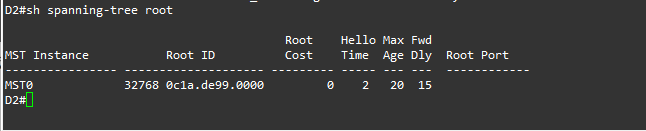 D2#sh spanning-tree root
Root Hello Max Fwd
MST Instance Root ID Cost Time Age Dly Root Port
---------------- -------------------- --------- ----- --- --- ------------
MST0 32768 0c1a.de99.0000 0 2 20 15
D2#